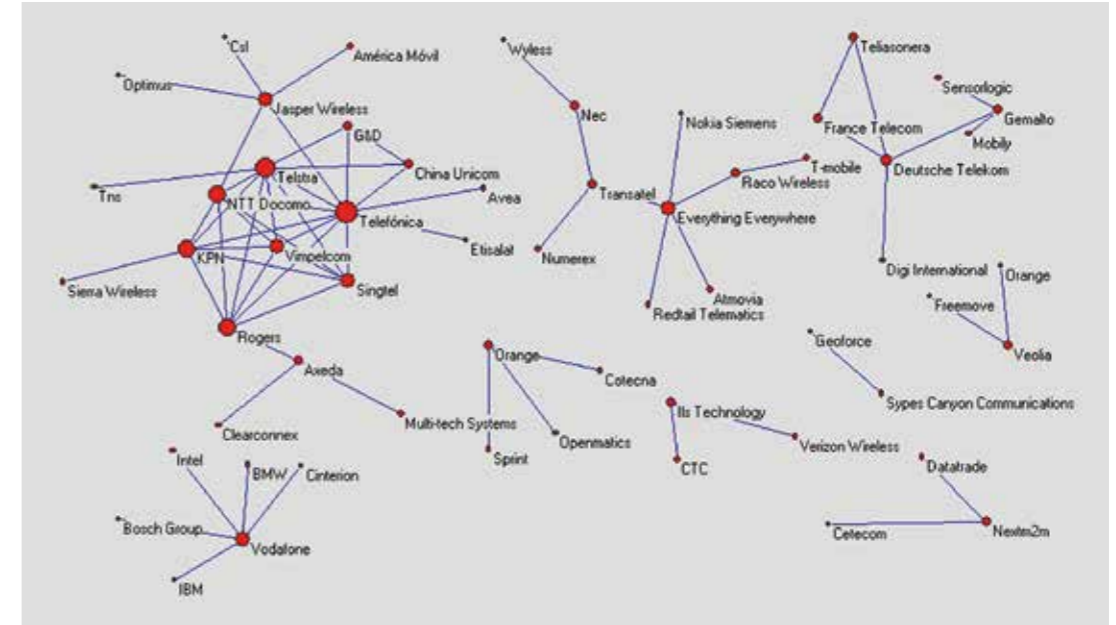 Csl
América Móvil
Optimus
Jasper Wireless
G&D
China Unicom
Telstra
Tns
NTT Docomo
Avea
Telefónica
Etisalat
KPN
Vimpelcom
Sierra Wireless
Singtel
Rogers
Axeda
Multi-tech Systems
Clearconnex
Intel
BMW
Cinterion
Bosch Group
Vodafone
IBM
Wyless
Nec
Nokia Siemens
T-mobile
Raco Wireless
Transatel
Everything Everywhere
Numerex
Atmovia
Redtail Telematics
Teliasonera
Sensorlogic
Gemalto
France Telecom
Mobily
Deutsche Telekom
Digi International
Orange
Freemove
Veolia
Geoforce
Sypes Canyon Communications
Orange
Cotecna
Openmatics
Sprint
Ils Technology
Verizon Wireless
CTC
Datatrade
Cetecom
Nextm2m